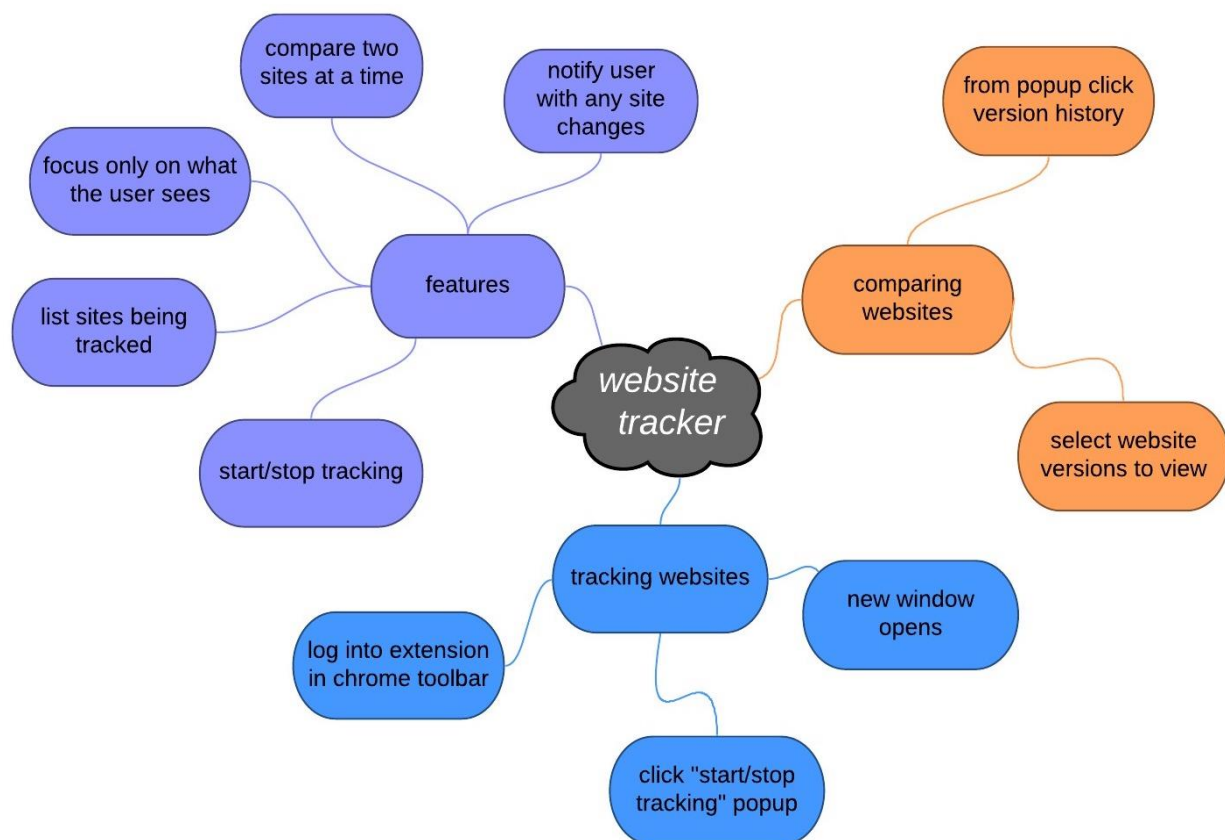 compare two
sites at a time
notify user
with any site
changes
from popup click
version history
focus only on what
the user sees
features
comparing
websites
list sites being
tracked
website
tracker
start/stop tracking
select website
versions to view
tracking websites
new window
opens
log into extension
in chrome toolbar
click "start/stop
tracking" popup